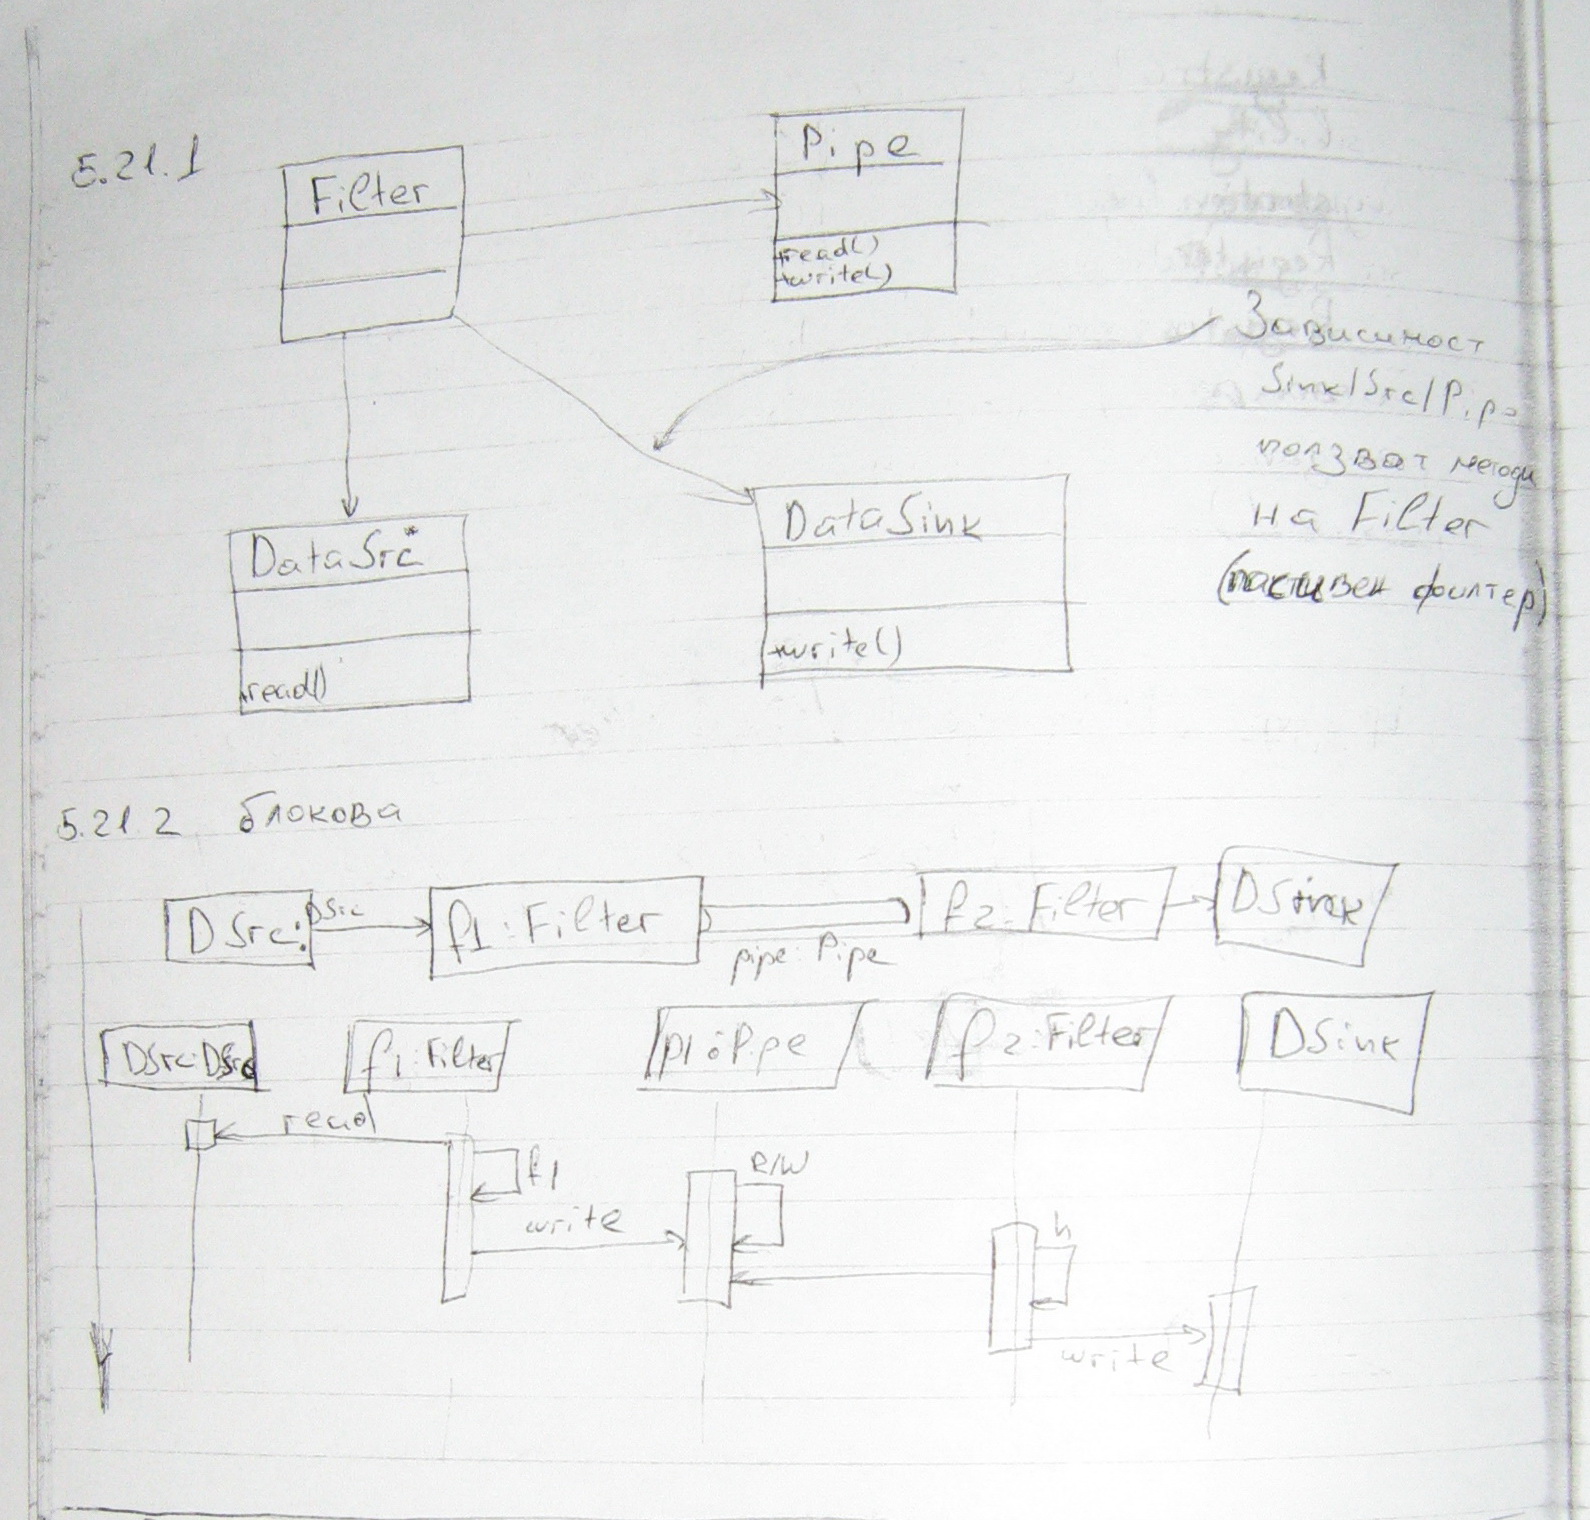 5.21.1
Filter
Pipe
+read()
+write()
Зависимост
Sink/Src/Pipe
ползват методи
на Filter
DataSrc
+read()
DataSink
+write()
5.21.2 блокова
DSrc:DSrc
f1:Filter
pipe:Pipe
f2:Filter
DSink
DSrc:DSrc
f1:Filter
p1:Pipe
f2:Filter
DSink
read
f1
R/W
write
h
write